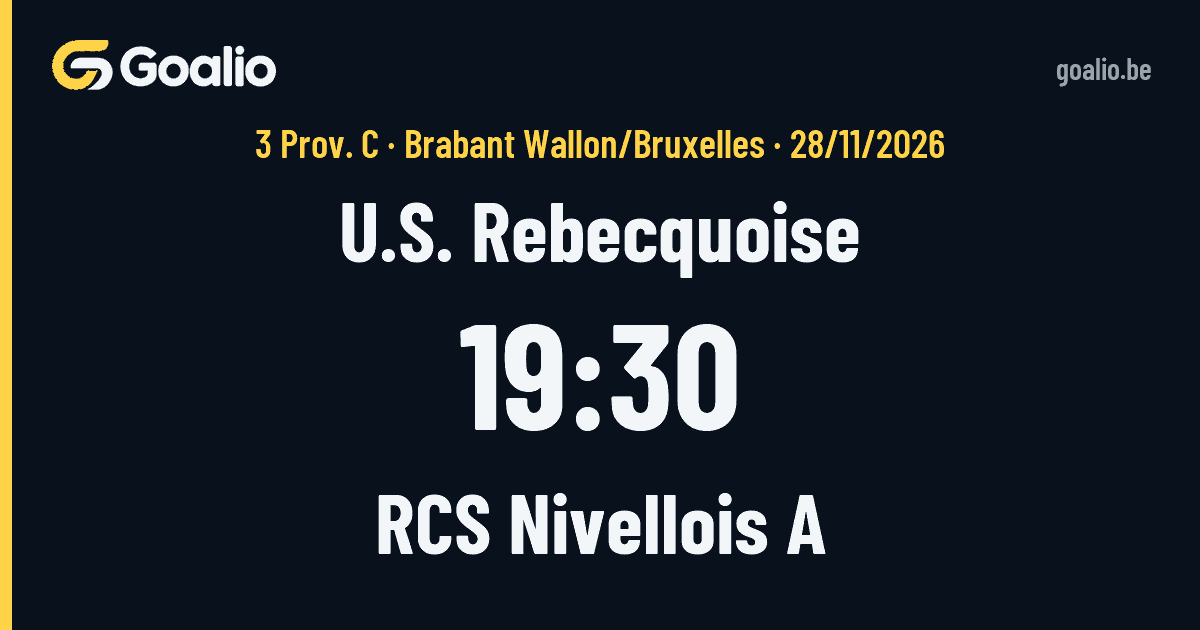 Goalio
goalio.be
3 Prov. C · Brabant Wallon/Bruxelles · 28/11/2026
U.S. Rebecquoise
19:30
RCS Nivellois A